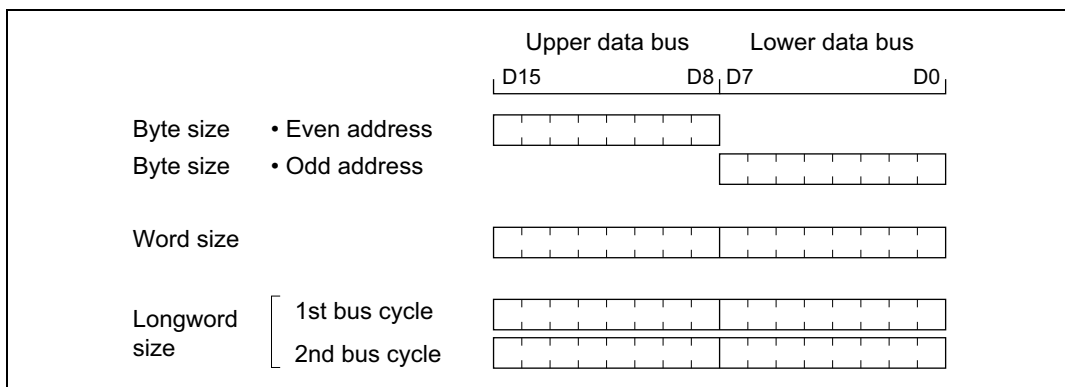 Upper data bus Lower data bus
D15 D8 D7 D0
Byte size • Even address
Byte size • Odd address
Word size
Longword size
1st bus cycle
2nd bus cycle